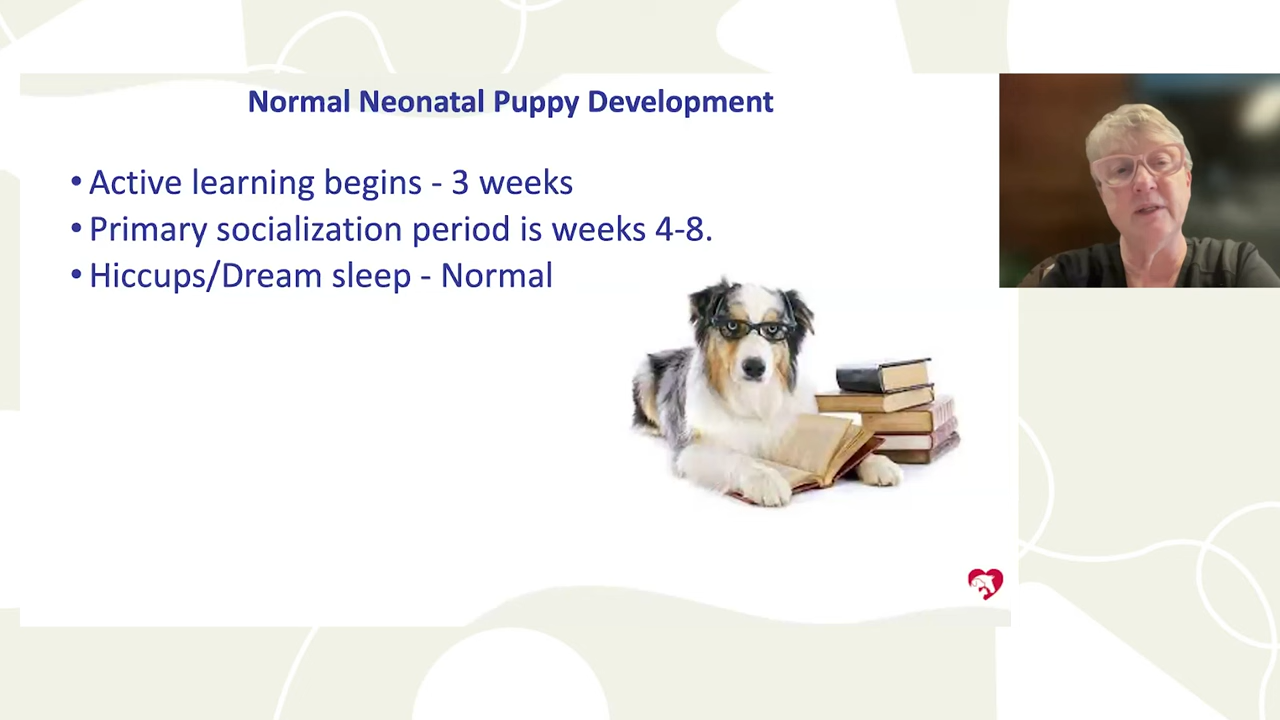 Normal Neonatal Puppy Development
• Active learning begins - 3 weeks
• Primary socialization period is weeks 4-8.
• Hiccups/Dream sleep - Normal